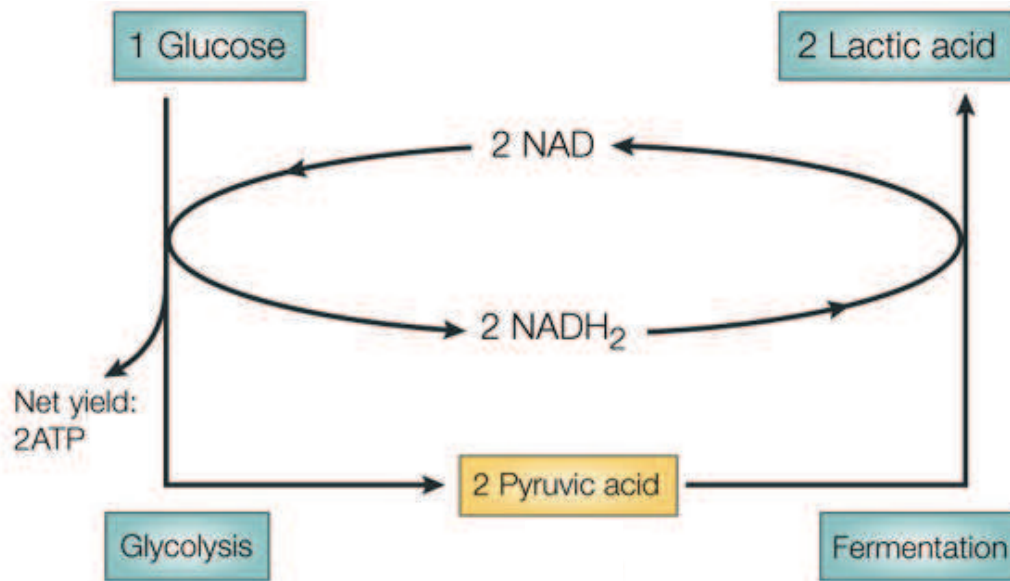 1 Glucose
2 Lactic acid
2 NAD
2 NADH₂
Net yield:
2ATP
2 Pyruvic acid
Glycolysis
Fermentation